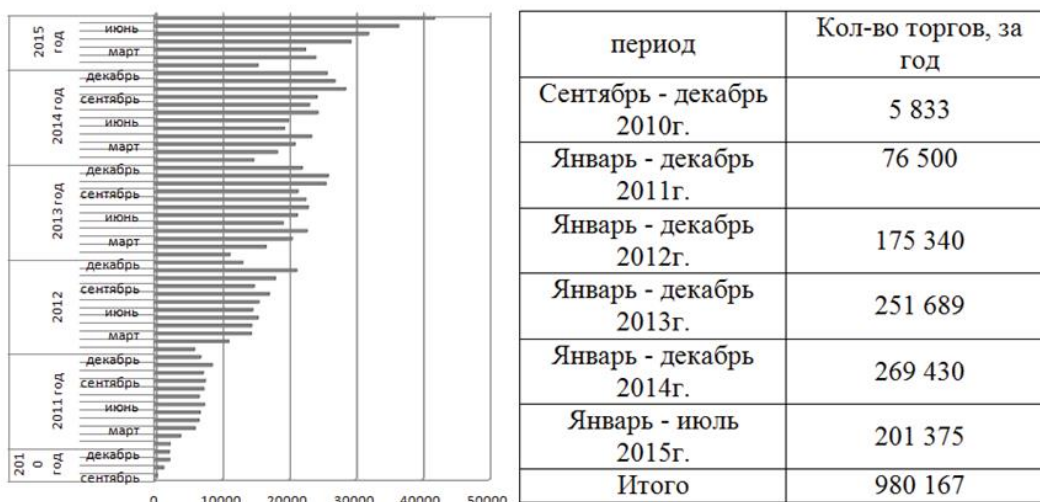 2015
год
июнь
март
2014 год
декабрь
сентябрь
июнь
март
2013 год
декабрь
сентябрь
июнь
март
2012
декабрь
сентябрь
июнь
март
2011 год
декабрь
сентябрь
июнь
март
201
0 год
декабрь
сентябрь
0 10000 20000 30000 40000 50000
период
Кол-во торгов, за
год
Сентябрь - декабрь
2010г.
5 833
Январь - декабрь
2011г.
76 500
Январь - декабрь
2012г.
175 340
Январь - декабрь
2013г.
251 689
Январь - декабрь
2014г.
269 430
Январь - июль
2015г.
201 375
Итого
980 167